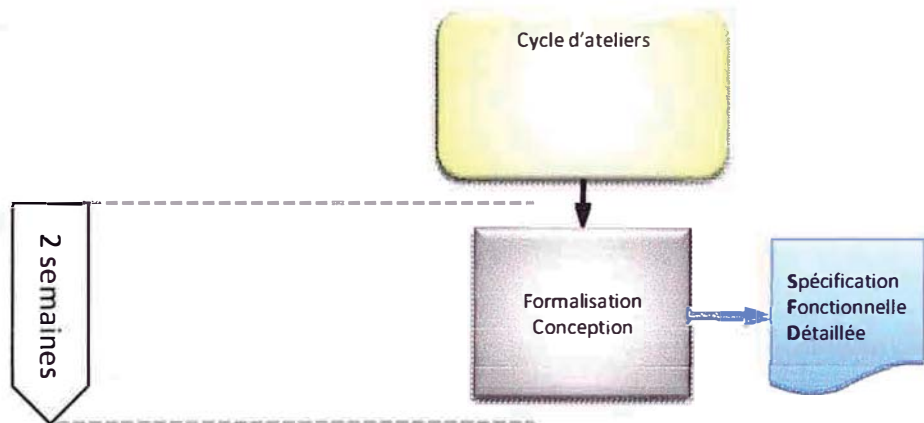 Cycle d'ateliers
2 semaines
Formalisation
Conception
Spécification
Fonctionnelle
Détaillée